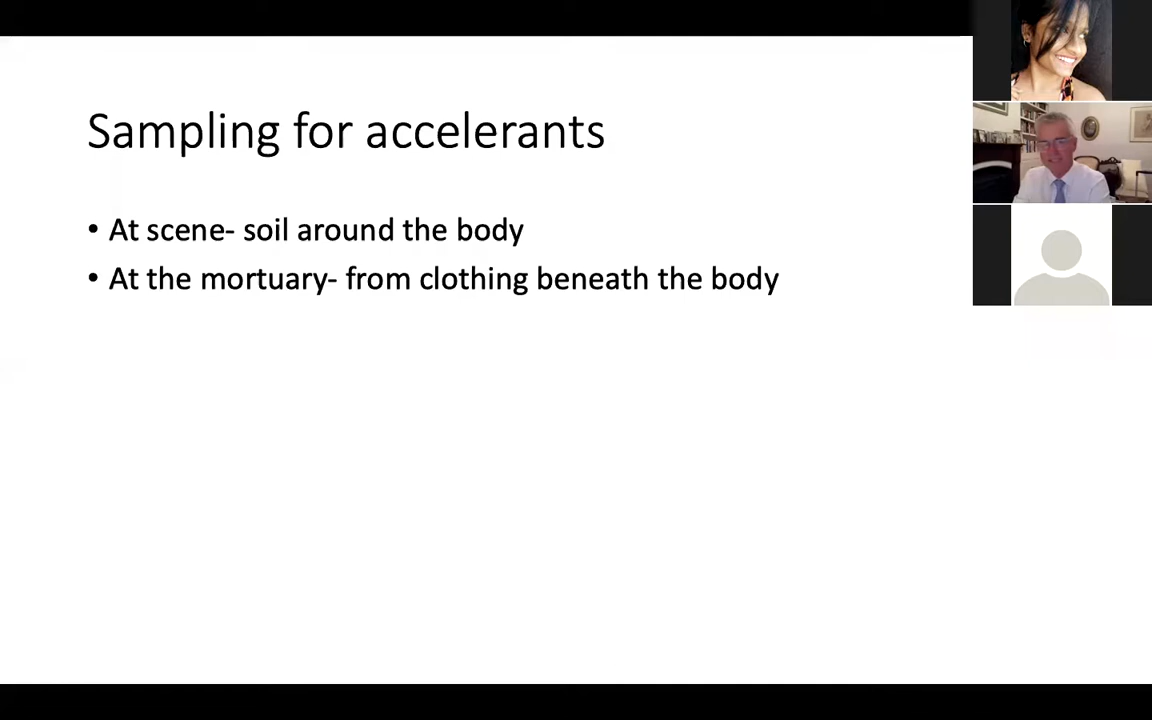 Sampling for accelerants
• At scene- soil around the body
• At the mortuary- from clothing beneath the body